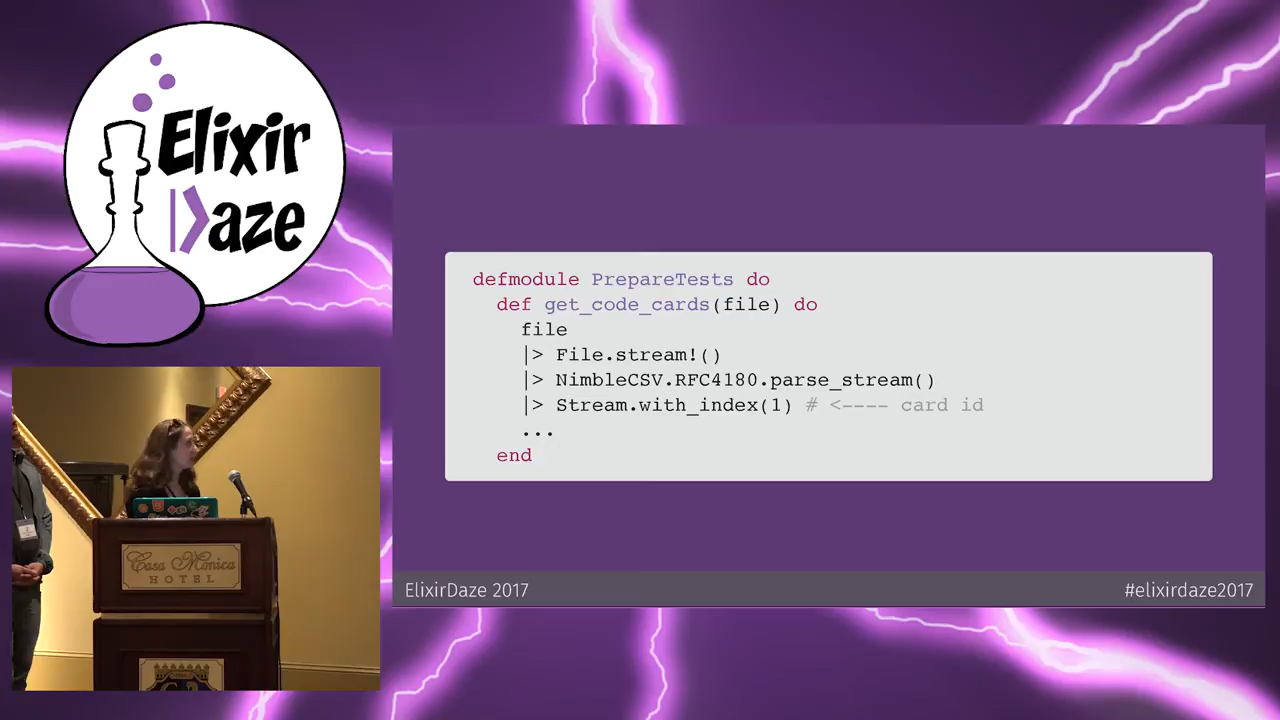 Elixir
Daze
defmodule PrepareTests do
  def get_code_cards(file) do
    file
    |> File.stream!()
    |> NimbleCSV.RFC4180.parse_stream()
    |> Stream.with_index(1) # <---- card id
    ...
  end
ElixirDaze 2017
#elixirdaze2017
Casa Monica
HOTEL